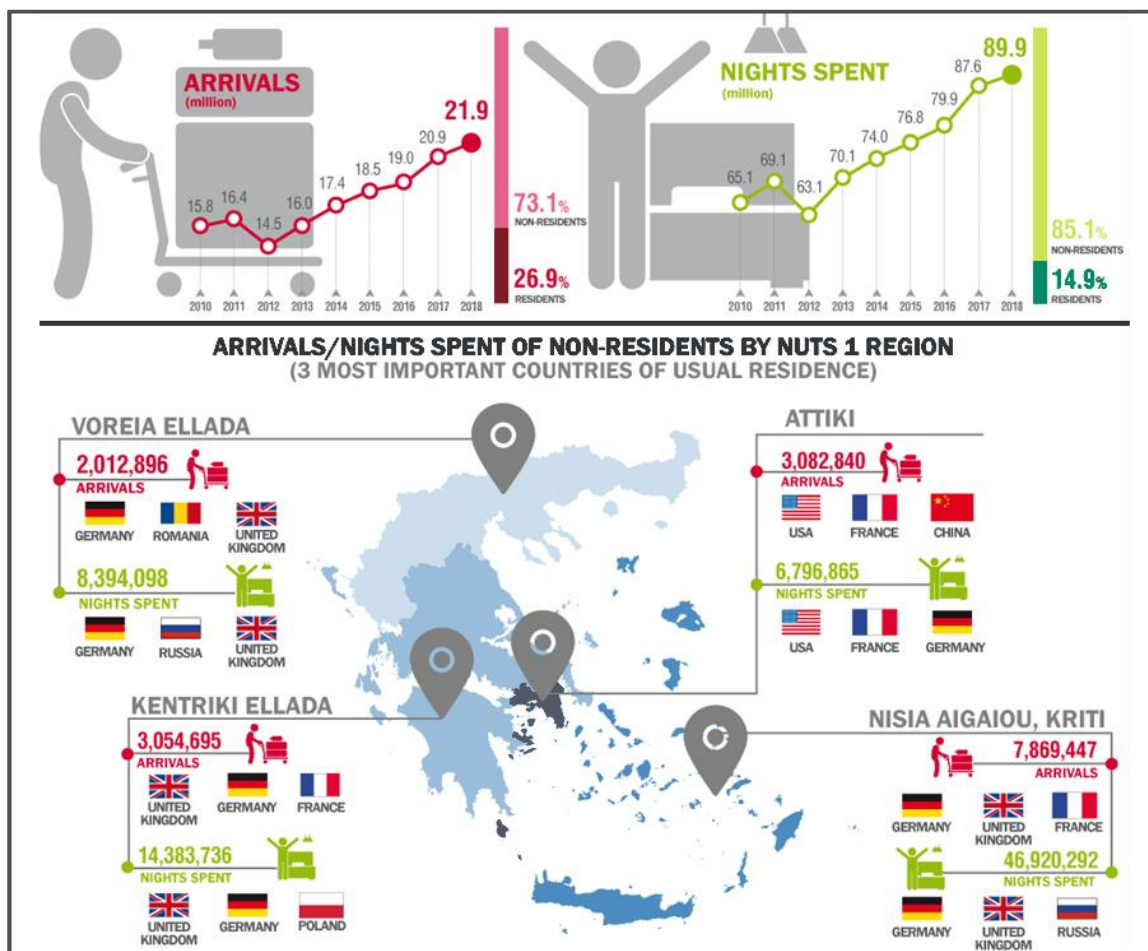 ARRIVALS
(million)
15.8
16.4
14.5
16.0
17.4
18.5
19.0
20.9
21.9
2010
2011
2012
2013
2014
2015
2016
2017
2018
73.1%
NON-RESIDENTS
26.9%
RESIDENTS
NIGHTS SPENT
(million)
65.1
69.1
63.1
70.1
74.0
76.8
79.9
87.6
89.9
2010
2011
2012
2013
2014
2015
2016
2017
2018
85.1%
NON-RESIDENTS
14.9%
RESIDENTS
ARRIVALS/NIGHTS SPENT OF NON-RESIDENTS BY NUTS 1 REGION
(3 MOST IMPORTANT COUNTRIES OF USUAL RESIDENCE)
VOREIA ELLADA
2,012,896
ARRIVALS
GERMANY
ROMANIA
UNITED
KINGDOM
8,394,098
NIGHTS SPENT
GERMANY
RUSSIA
UNITED
KINGDOM
ATTIKI
3,082,840
ARRIVALS
USA
FRANCE
CHINA
6,796,865
NIGHTS SPENT
USA
FRANCE
GERMANY
KENTRIKI ELLADA
3,054,695
ARRIVALS
UNITED
KINGDOM
GERMANY
FRANCE
14,383,736
NIGHTS SPENT
UNITED
KINGDOM
GERMANY
POLAND
NISIA AIGAIOU, KRITI
7,869,447
ARRIVALS
GERMANY
UNITED
KINGDOM
FRANCE
46,920,292
NIGHTS SPENT
GERMANY
UNITED
KINGDOM
RUSSIA